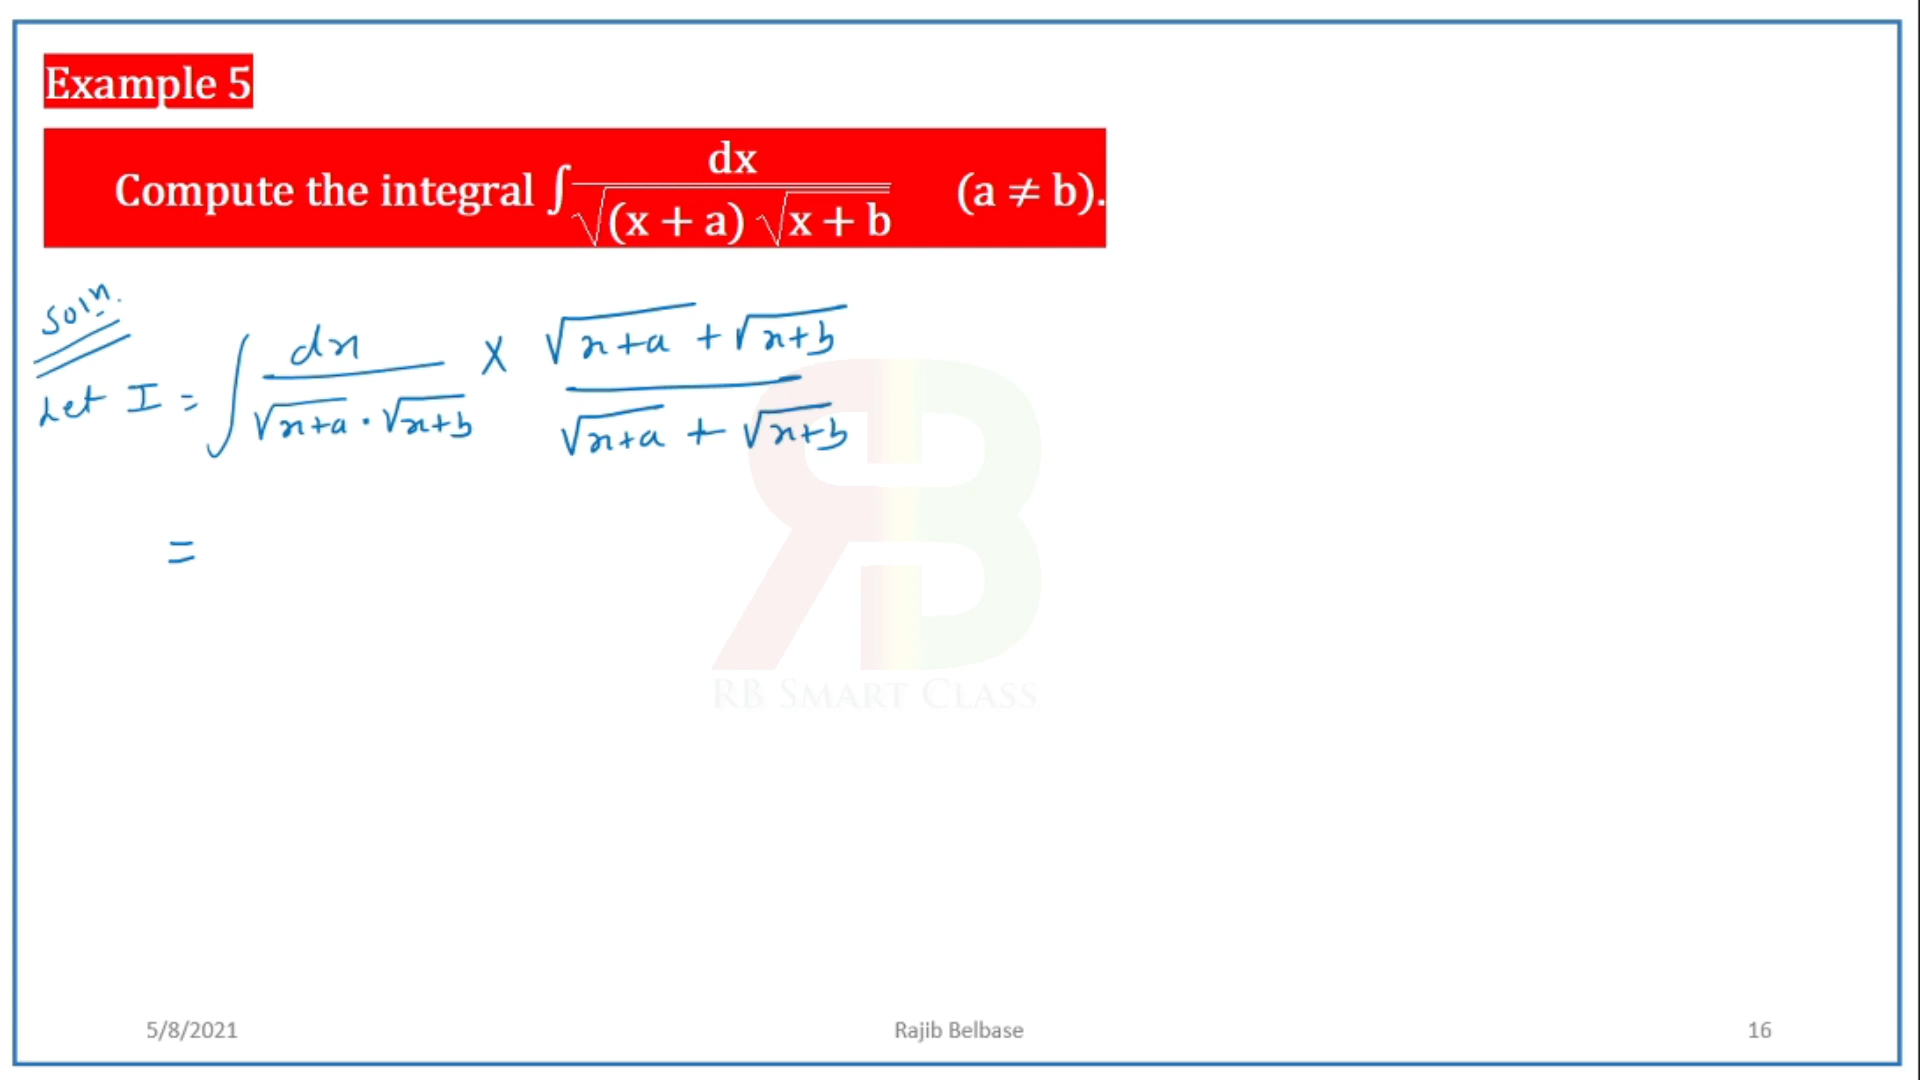 Example 5
Compute the integral ∫ dx / √((x + a) √(x + b)) (a ≠ b).
Soln.
Let I = ∫ dx / (√(x+a) · √(x+b)) × (√(x+a) + √(x+b)) / (√(x+a) + √(x+b))
=
RB SMART CLASS
5/8/2021 Rajib Belbase 16